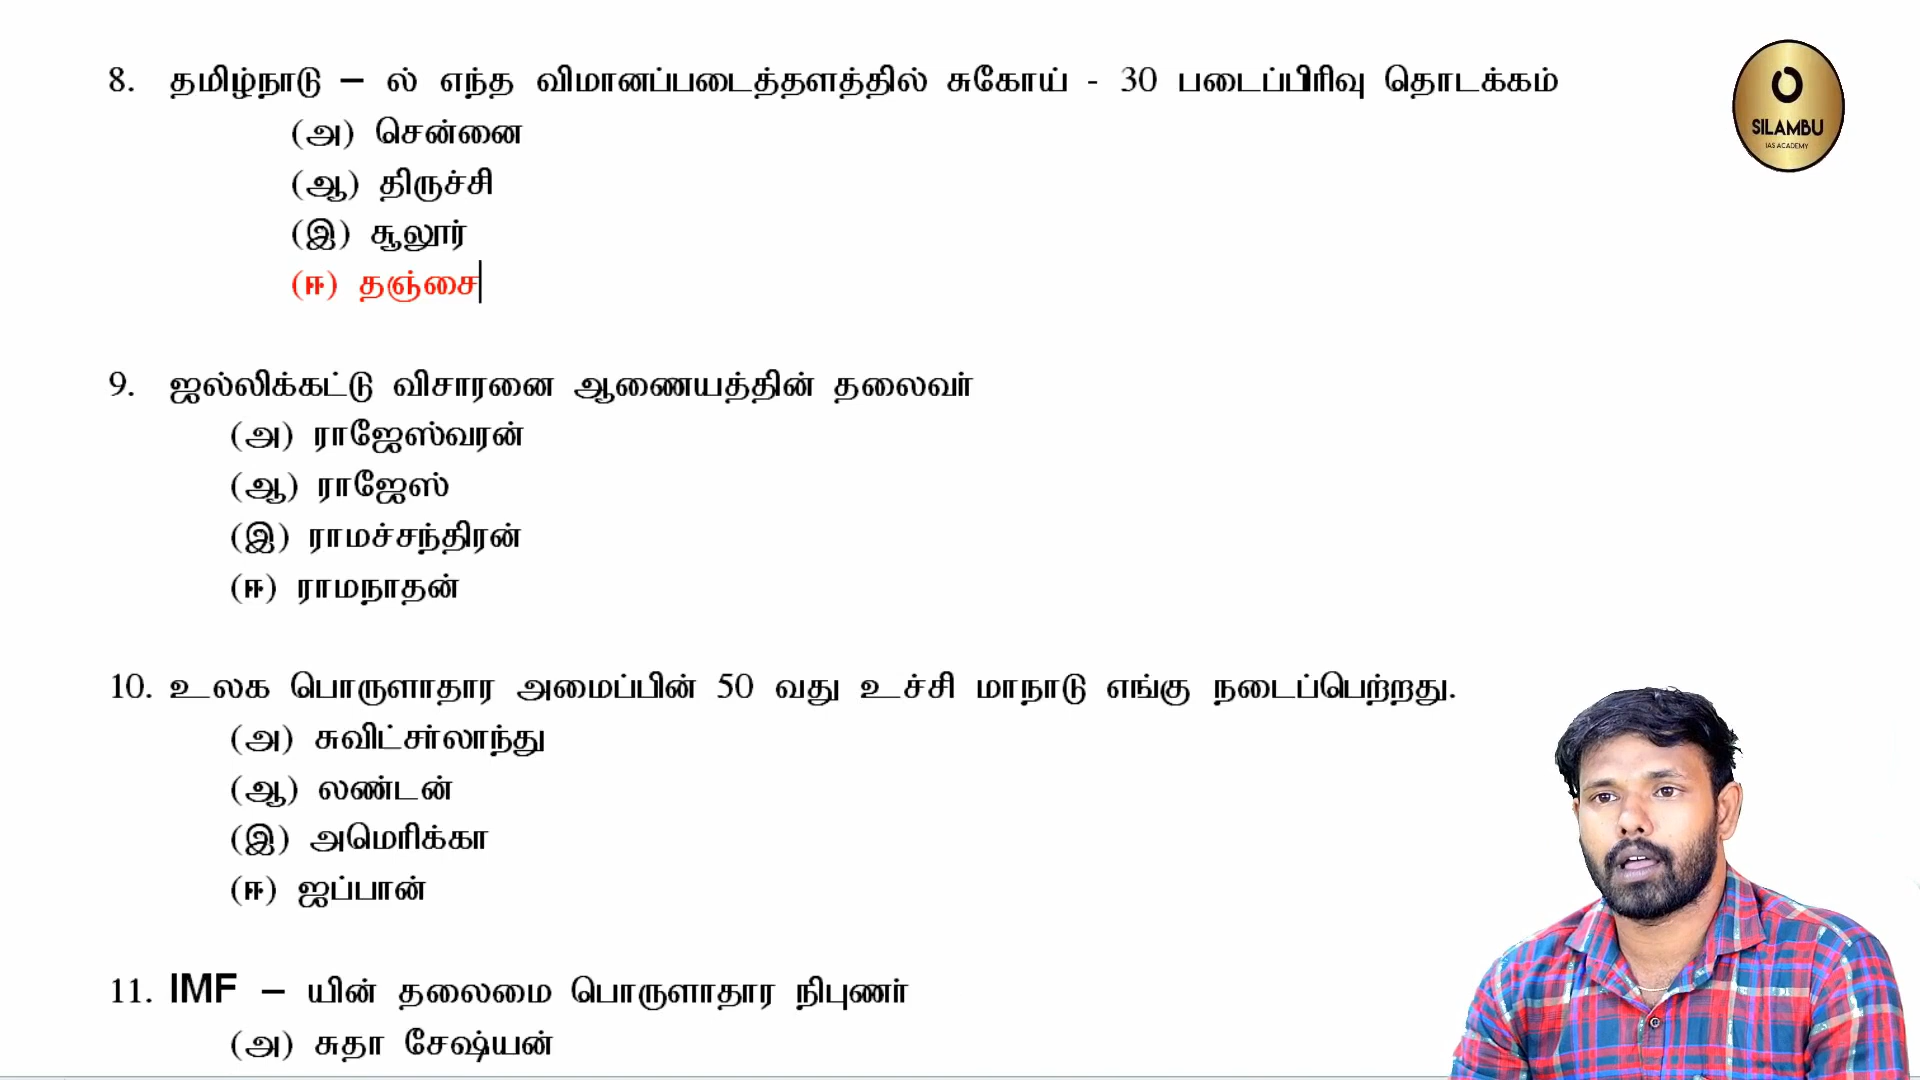 8. தமிழ்நாடு – ல் எந்த விமானப்படைத்தளத்தில் சுகோய் - 30 படைப்பிரிவு தொடக்கம்
(அ) சென்னை
(ஆ) திருச்சி
(இ) சூலூர்
(ஈ) தஞ்சை
9. ஜல்லிக்கட்டு விசாரனை ஆணையத்தின் தலைவர்
(அ) ராஜேஸ்வரன்
(ஆ) ராஜேஸ்
(இ) ராமச்சந்திரன்
(ஈ) ராமநாதன்
10. உலக பொருளாதார அமைப்பின் 50 வது உச்சி மாநாடு எங்கு நடைப்பெற்றது.
(அ) சுவிட்சர்லாந்து
(ஆ) லண்டன்
(இ) அமெரிக்கா
(ஈ) ஜப்பான்
11. IMF – யின் தலைமை பொருளாதார நிபுணர்
(அ) சுதா சேஷ்யன்
SILAMBU
IAS ACADEMY